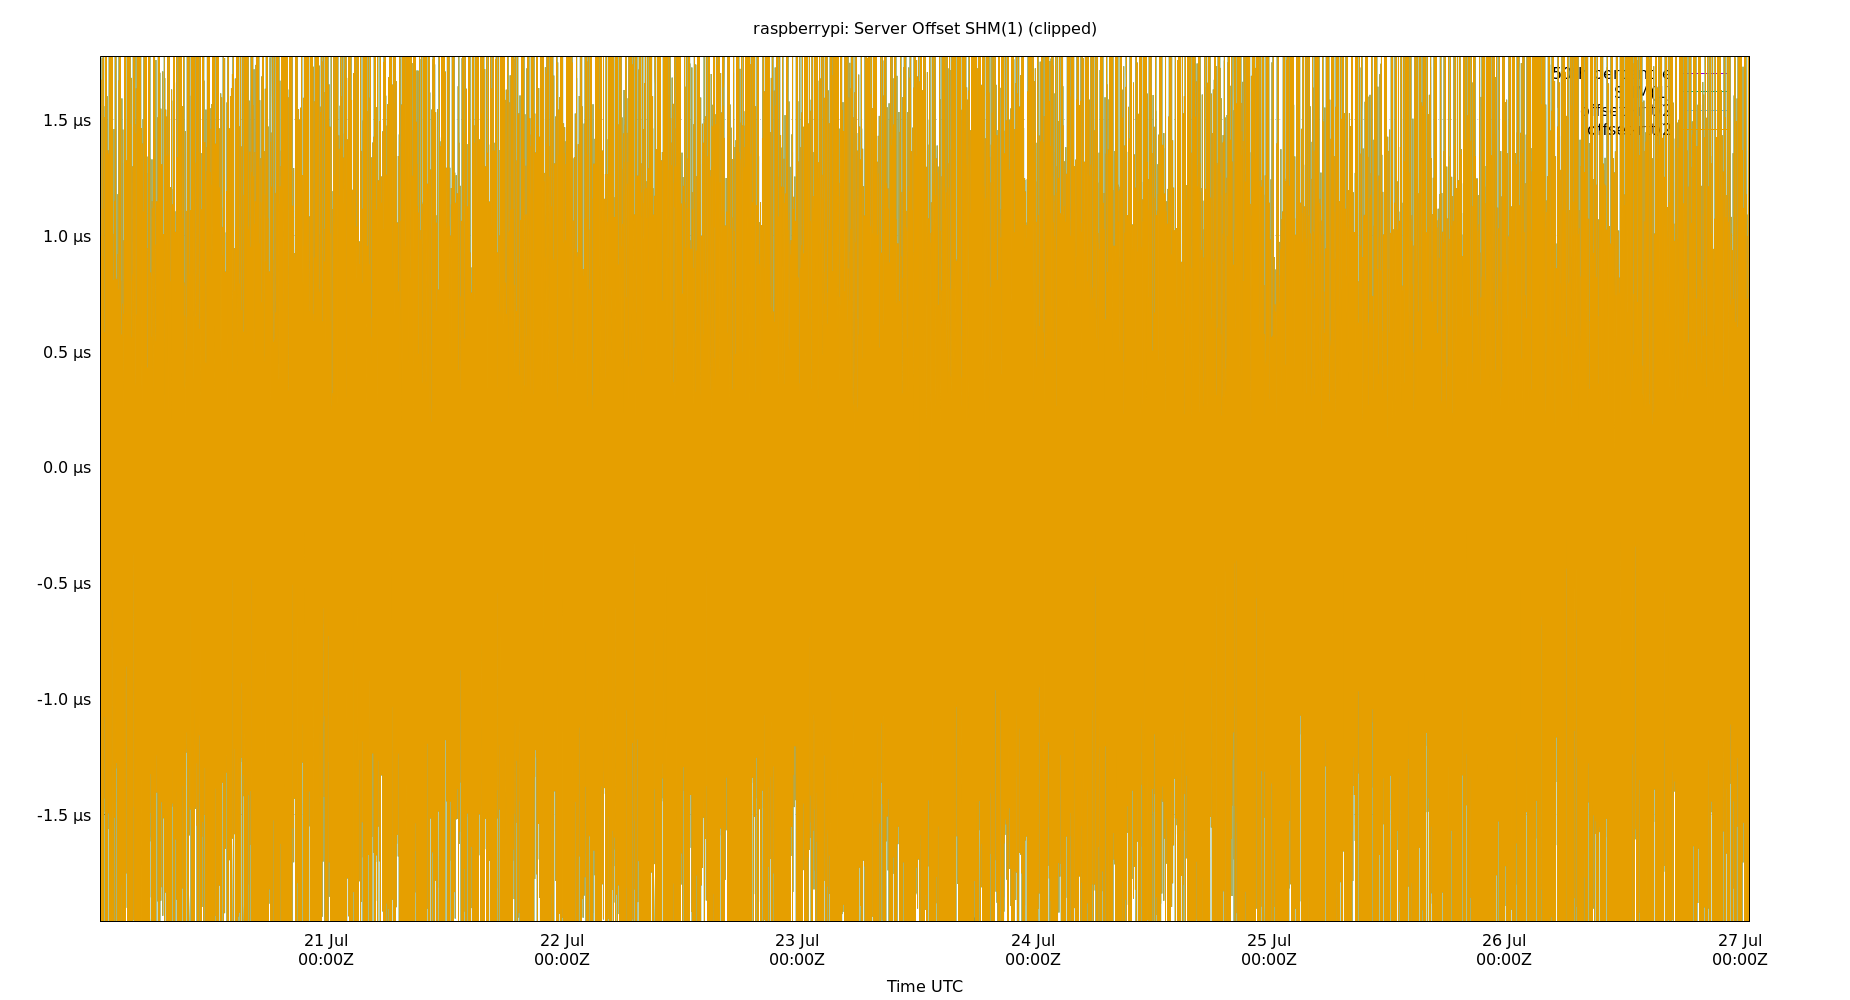 raspberrypi: Server Offset SHM(1) (clipped)
1.5 µs
1.0 µs
0.5 µs
0.0 µs
-0.5 µs
-1.0 µs
-1.5 µs
21 Jul
00:00Z
22 Jul
00:00Z
23 Jul
00:00Z
24 Jul
00:00Z
25 Jul
00:00Z
26 Jul
00:00Z
27 Jul
00:00Z
Time UTC